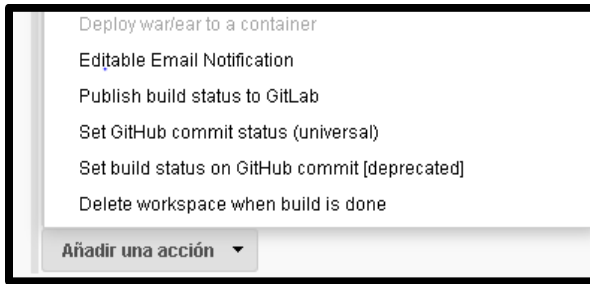 Deploy war/ear to a container
Editable Email Notification
Publish build status to GitLab
Set GitHub commit status (universal)
Set build status on GitHub commit [deprecated]
Delete workspace when build is done
Añadir una acción